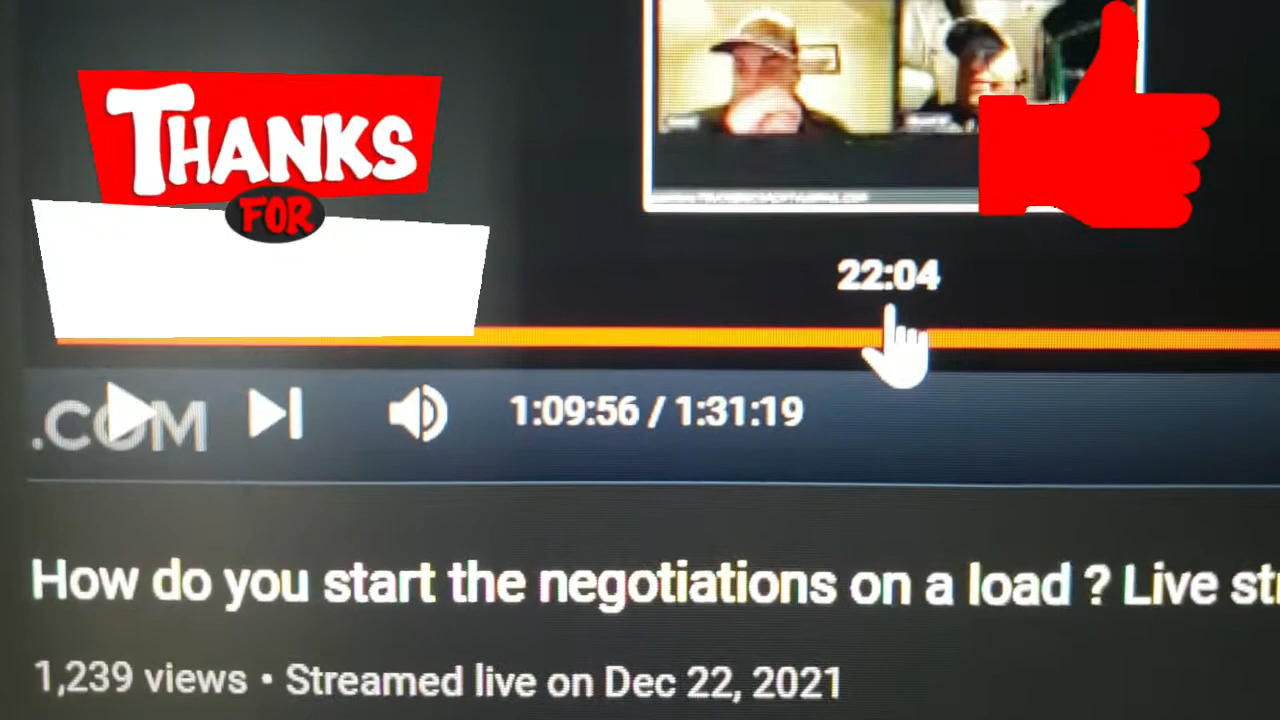 THANKS
FOR
22:04
.COM
1:09:56 / 1:31:19
How do you start the negotiations on a load ? Live str
1,239 views • Streamed live on Dec 22, 2021